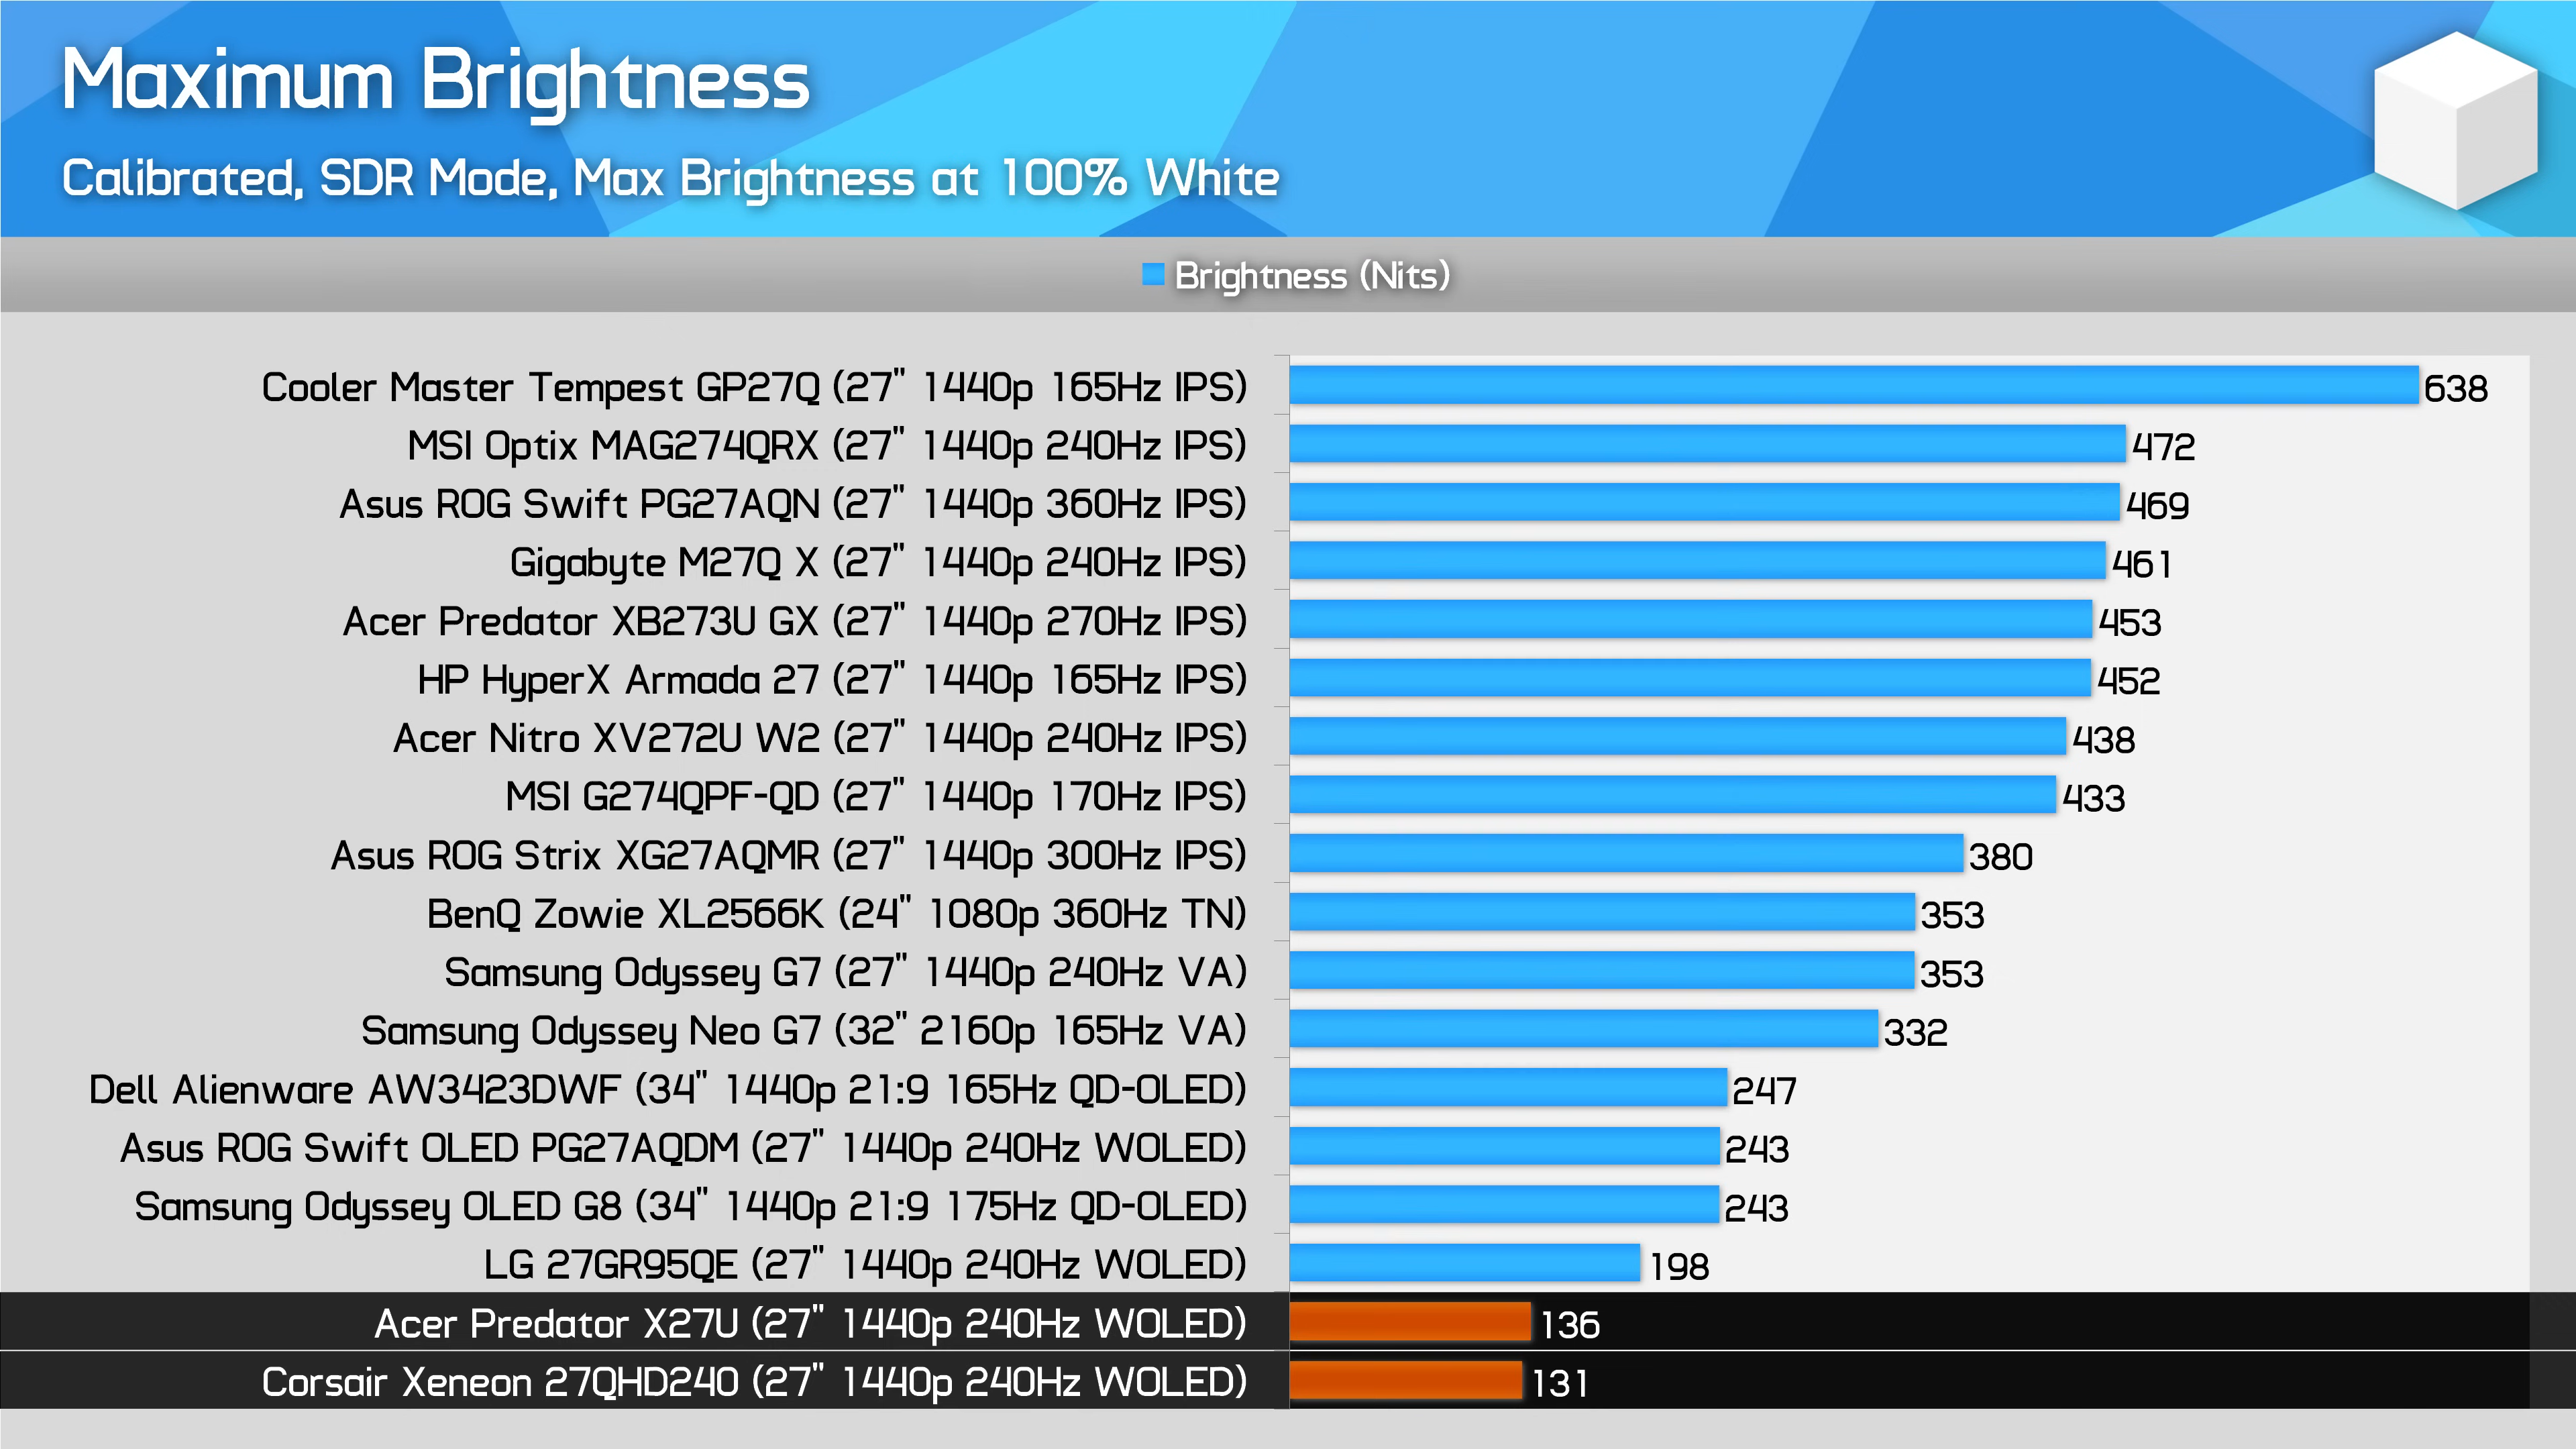 Maximum Brightness
Calibrated, SDR Mode, Max Brightness at 100% White
Brightness (Nits)
Cooler Master Tempest GP27Q (27" 1440p 165Hz IPS) 638
MSI Optix MAG274QRX (27" 1440p 240Hz IPS) 472
Asus ROG Swift PG27AQN (27" 1440p 360Hz IPS) 469
Gigabyte M27Q X (27" 1440p 240Hz IPS) 461
Acer Predator XB273U GX (27" 1440p 270Hz IPS) 453
HP HyperX Armada 27 (27" 1440p 165Hz IPS) 452
Acer Nitro XV272U W2 (27" 1440p 240Hz IPS) 438
MSI G274QPF-QD (27" 1440p 170Hz IPS) 433
Asus ROG Strix XG27AQMR (27" 1440p 300Hz IPS) 380
BenQ Zowie XL2566K (24" 1080p 360Hz TN) 353
Samsung Odyssey G7 (27" 1440p 240Hz VA) 353
Samsung Odyssey Neo G7 (32" 2160p 165Hz VA) 332
Dell Alienware AW3423DWF (34" 1440p 21:9 165Hz QD-OLED) 247
Asus ROG Swift OLED PG27AQDM (27" 1440p 240Hz WOLED) 243
Samsung Odyssey OLED G8 (34" 1440p 21:9 175Hz QD-OLED) 243
LG 27GR95QE (27" 1440p 240Hz WOLED) 198
Acer Predator X27U (27" 1440p 240Hz WOLED) 136
Corsair Xeneon 27QHD240 (27" 1440p 240Hz WOLED) 131